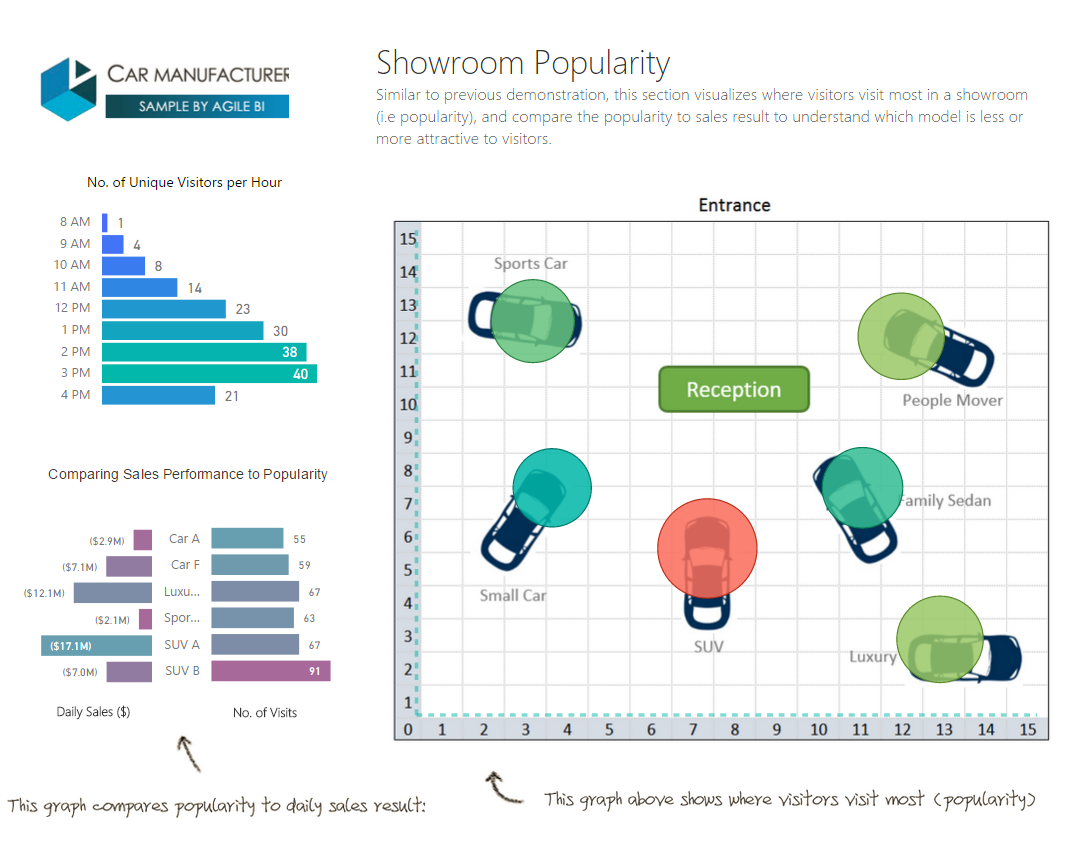 CAR MANUFACTURER
SAMPLE BY AGILE BI
Showroom Popularity
Similar to previous demonstration, this section visualizes where visitors visit most in a showroom
(i.e popularity), and compare the popularity to sales result to understand which model is less or
more attractive to visitors.
No. of Unique Visitors per Hour
8 AM 1
9 AM 4
10 AM 8
11 AM 14
12 PM 23
1 PM 30
2 PM 38
3 PM 40
4 PM 21
Comparing Sales Performance to Popularity
($2.9M) Car A 55
($7.1M) Car F 59
($12.1M) Luxu... 67
($2.1M) Spor... 63
($17.1M) SUV A 67
($7.0M) SUV B 91
Daily Sales ($) No. of Visits
This graph compares popularity to daily sales result:
Entrance
15
14
13
12
11
10
9
8
7
6
5
4
3
2
1
0 1 2 3 4 5 6 7 8 9 10 11 12 13 14 15
Sports Car
People Mover
Reception
Family Sedan
Small Car
SUV
Luxury
This graph above shows where visitors visit most (popularity)